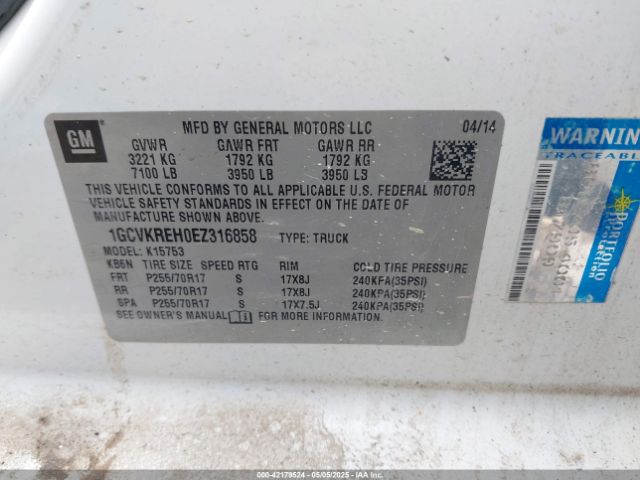 GM
MFD BY GENERAL MOTORS LLC 04/14
GVWR GAWR FRT GAWR RR
3221 KG 1792 KG 1792 KG
7100 LB 3950 LB 3950 LB
THIS VEHICLE CONFORMS TO ALL APPLICABLE U.S. FEDERAL MOTOR
VEHICLE SAFETY STANDARDS IN EFFECT ON THE DATE OF
MANUFACTURE SHOWN ABOVE.
1GCVKREH0EZ316858 TYPE: TRUCK
MODEL: K15753
KB6N TIRE SIZE SPEED RTG RIM COLD TIRE PRESSURE
FRT P255/70R17 S 17X8J 240KPA(35PSI)
RR P255/70R17 S 17X8J 240KPA(35PSI)
SPA P255/70R17 S 17X7.5J 240KPA(35PSI)
SEE OWNER'S MANUAL FOR MORE INFORMATION.
WARNIN
TRACEABLE
PORTFOLIO
protection
000-42179524 - 05/05/2025 - An IAA Auction Vehicle